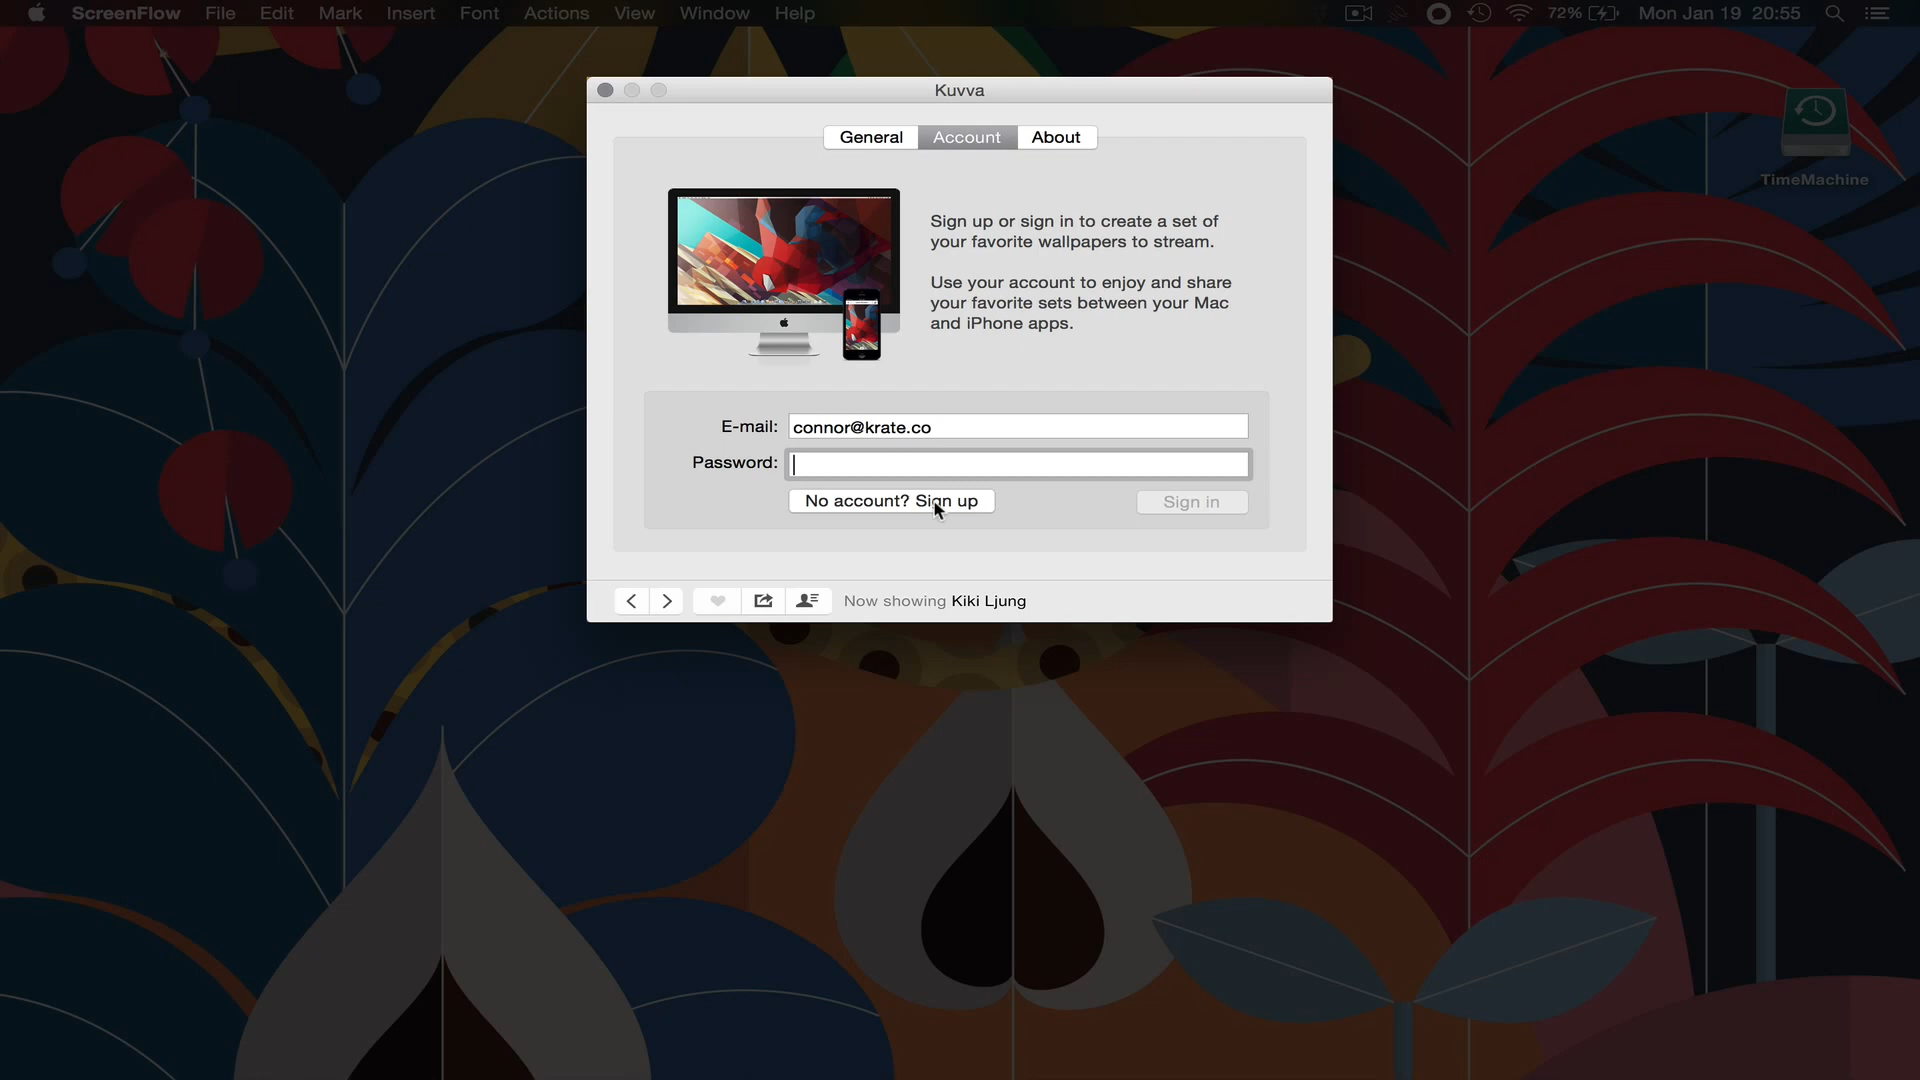 ScreenFlow File Edit Mark Insert Font Actions View Window Help 72% Mon Jan 19 20:55
TimeMachine
Kuvva
General Account About
Sign up or sign in to create a set of
your favorite wallpapers to stream.
Use your account to enjoy and share
your favorite sets between your Mac
and iPhone apps.
E-mail: connor@krate.co
Password:
No account? Sign up Sign in
Now showing Kiki Ljung